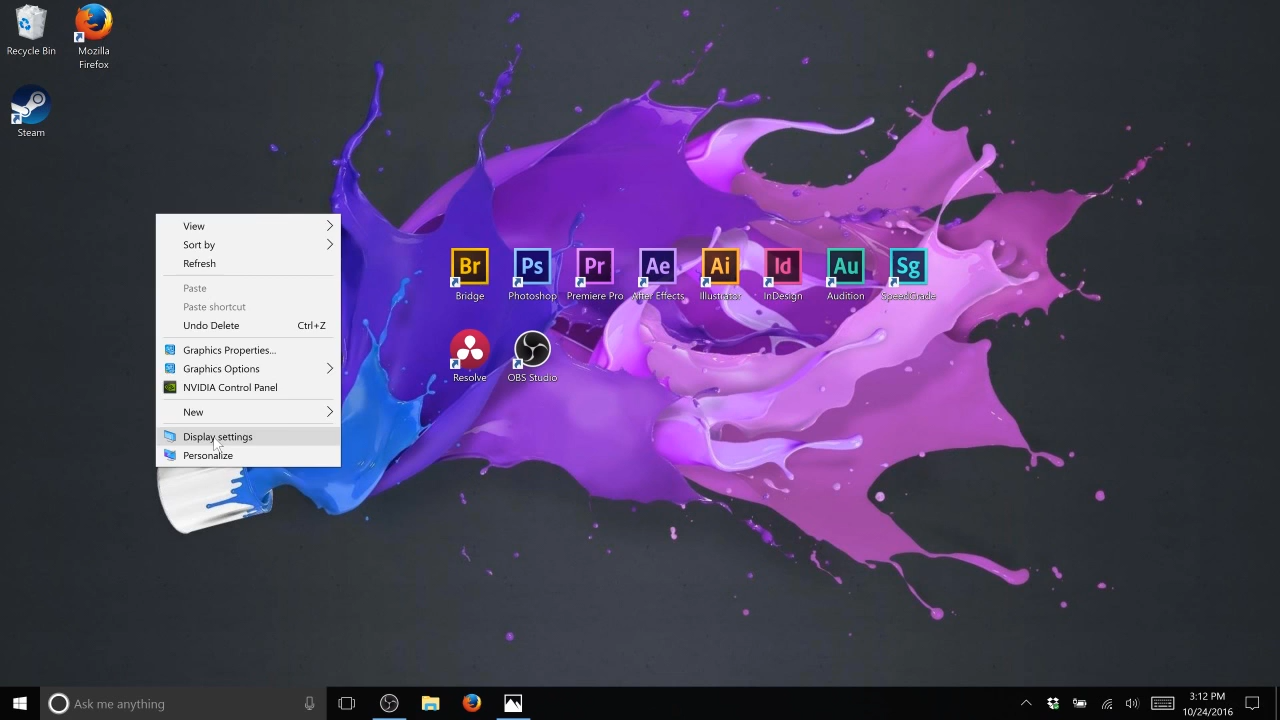 Recycle Bin
Mozilla
Firefox
Steam
View
Sort by
Refresh
Paste
Paste shortcut
Undo Delete Ctrl+Z
Graphics Properties...
Graphics Options
NVIDIA Control Panel
New
Display settings
Personalize
Br Ps Pr Ae Ai Id Au Sg
Bridge Photoshop Premiere Pro After Effects Illustrator InDesign Audition SpeedGrade
Resolve OBS Studio
Ask me anything
3:12 PM
10/24/2016